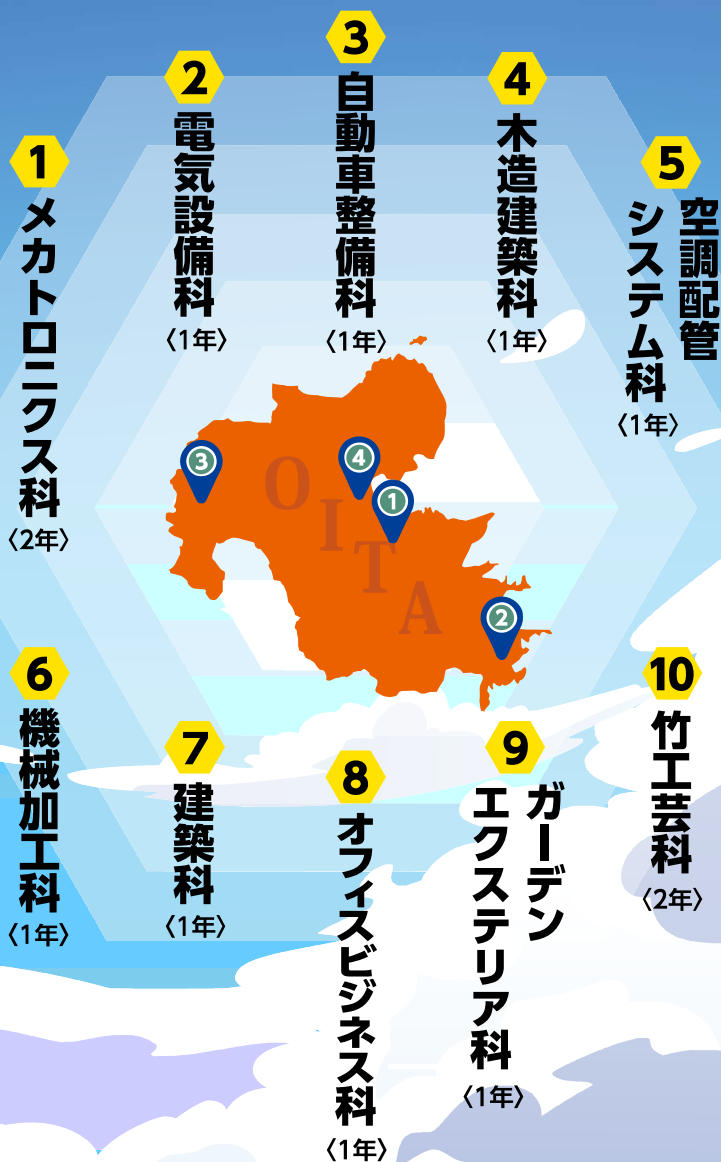 1
メカトロニクス科
〈2年〉
2
電気設備科
〈1年〉
3
自動車整備科
〈1年〉
4
木造建築科
〈1年〉
5
空調配管
システム科
〈1年〉
3
4
1
2
OITA
6
機械加工科
〈1年〉
7
建築科
〈1年〉
8
オフィスビジネス科
〈1年〉
9
ガーデン
エクステリア科
〈1年〉
10
竹工芸科
〈2年〉